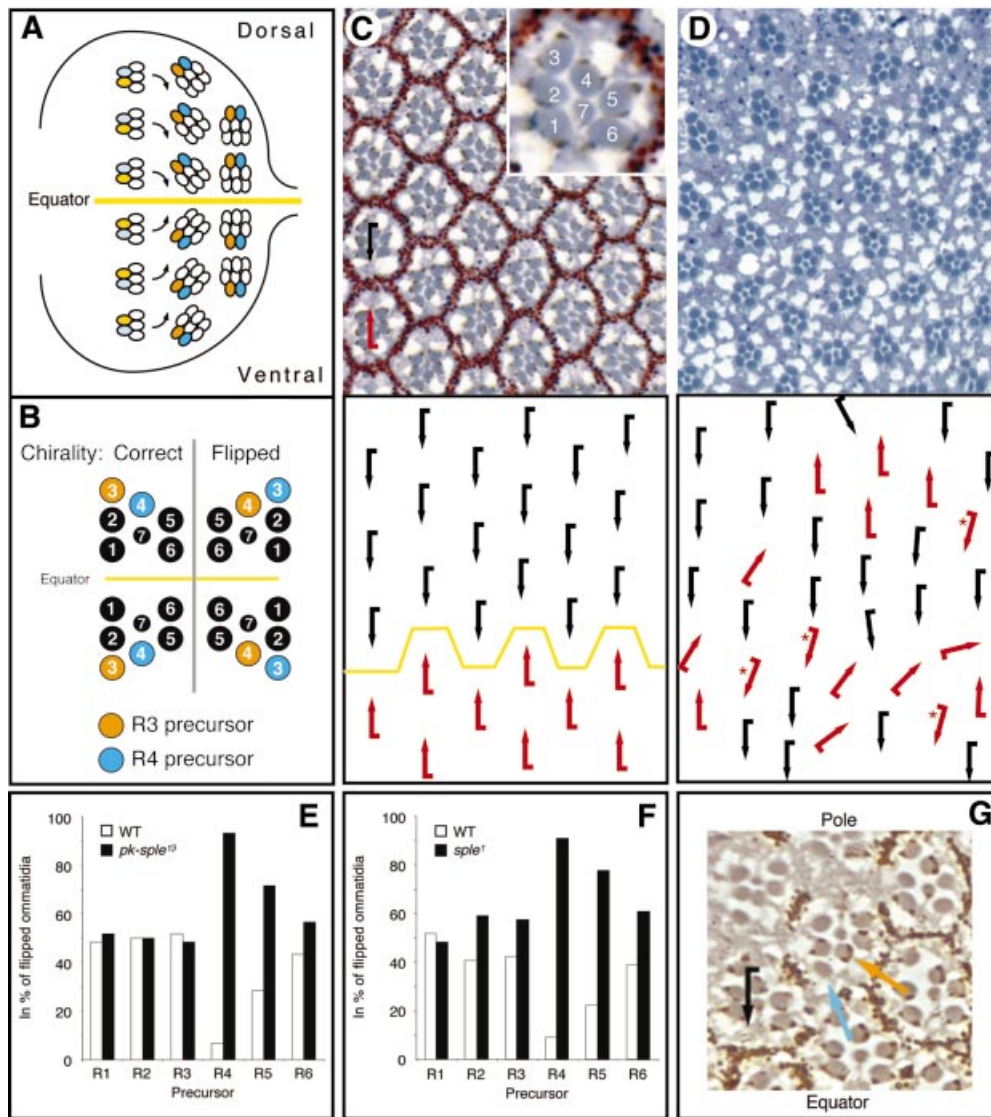 A
Dorsal
Equator
Ventral
B
Chirality: Correct Flipped
3 3
4 4
2 5 5 2
7 7
1 6 6 1
Equator
1 6 6 1
7 7
2 5 5 2
4 4
3 3
R3 precursor
R4 precursor
C
3
4
2 5
7
1 6
D
*
*
*
*
E
In % of flipped ommatidia
100
80
60
40
20
0
WT
pk-sple¹³
R1 R2 R3 R4 R5 R6
Precursor
F
In % of flipped ommatidia
100
80
60
40
20
0
WT
sple¹
R1 R2 R3 R4 R5 R6
Precursor
G
Pole
Equator